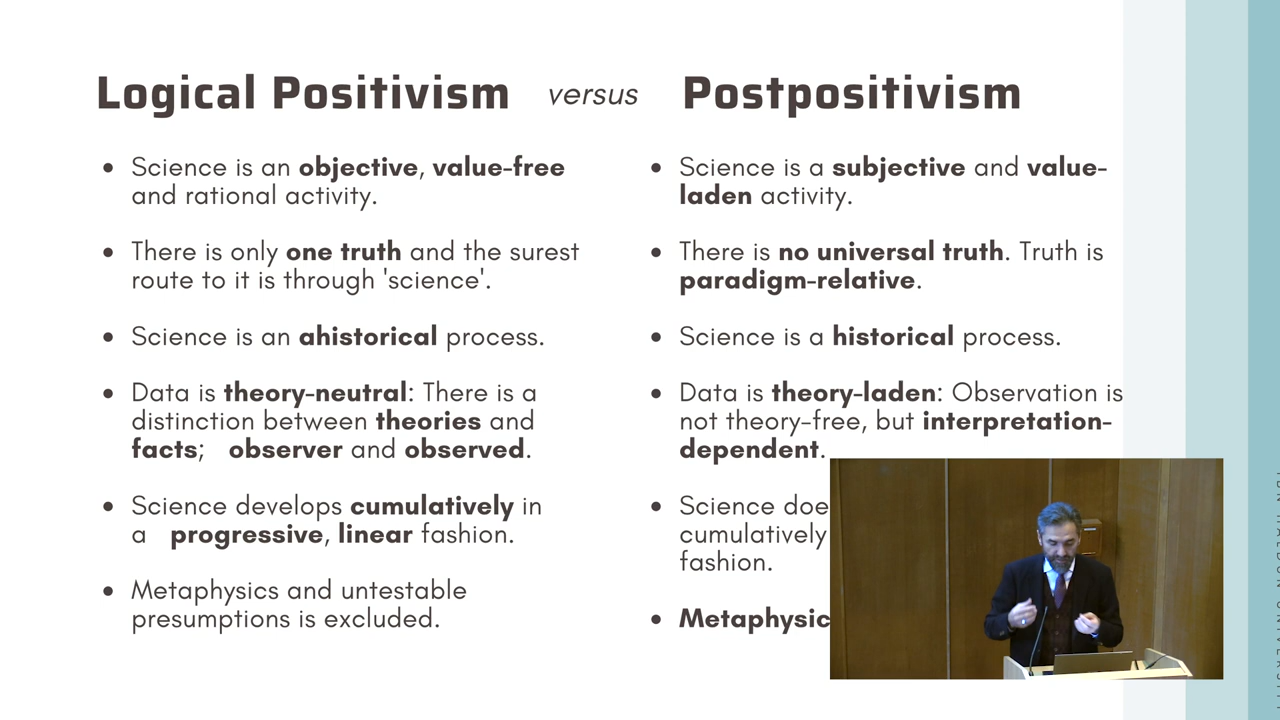 Logical Positivism versus Postpositivism
• Science is an objective, value-free
and rational activity.
• There is only one truth and the surest
route to it is through 'science'.
• Science is an ahistorical process.
• Data is theory-neutral: There is a
distinction between theories and
facts; observer and observed.
• Science develops cumulatively in
a progressive, linear fashion.
• Metaphysics and untestable
presumptions is excluded.
• Science is a subjective and value-
laden activity.
• There is no universal truth. Truth is
paradigm-relative.
• Science is a historical process.
• Data is theory-laden: Observation is
not theory-free, but interpretation-
dependent.
• Science doe
cumulatively
fashion.
• Metaphysic